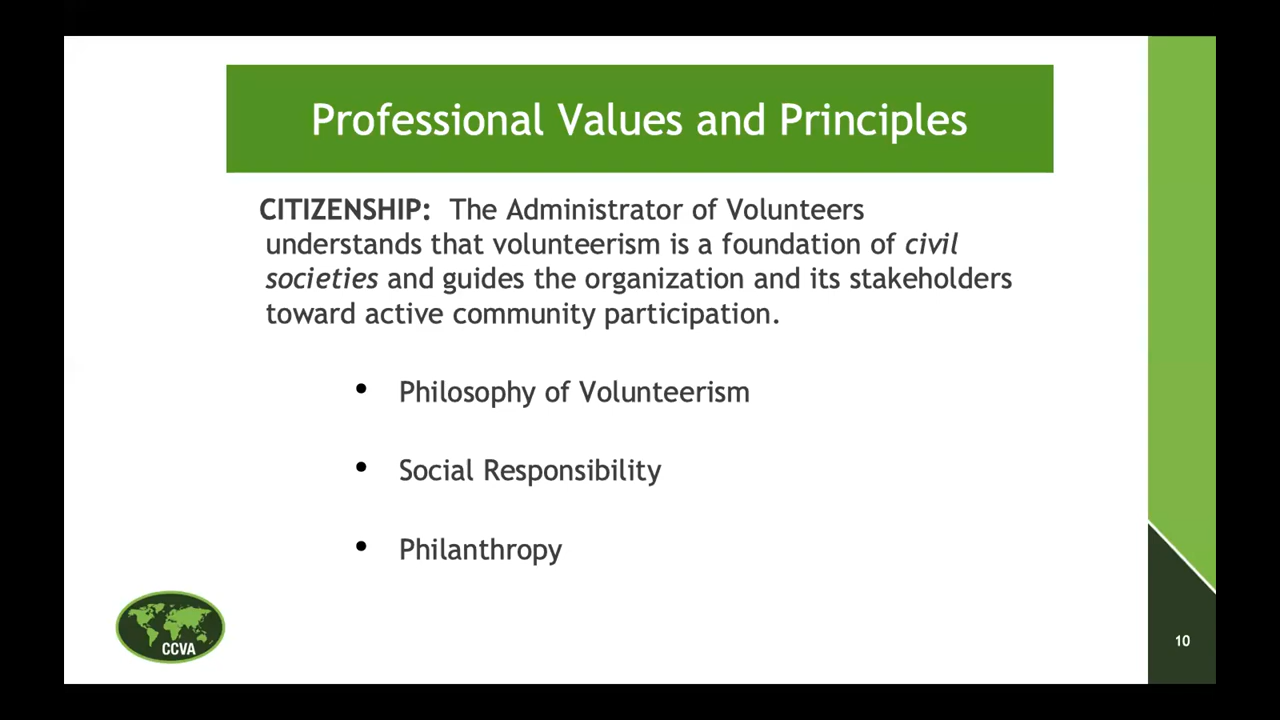 Professional Values and Principles
CITIZENSHIP: The Administrator of Volunteers
understands that volunteerism is a foundation of civil
societies and guides the organization and its stakeholders
toward active community participation.
• Philosophy of Volunteerism
• Social Responsibility
• Philanthropy
CCVA
10